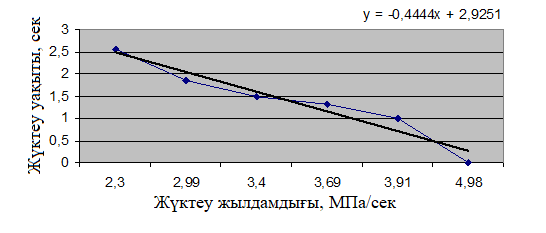 y = -0,4444x + 2,9251
Жүктеу уақыты, сек
3
2,5
2
1,5
1
0,5
0
2,3 2,99 3,4 3,69 3,91 4,98
Жүктеу жылдамдығы, МПа/сек